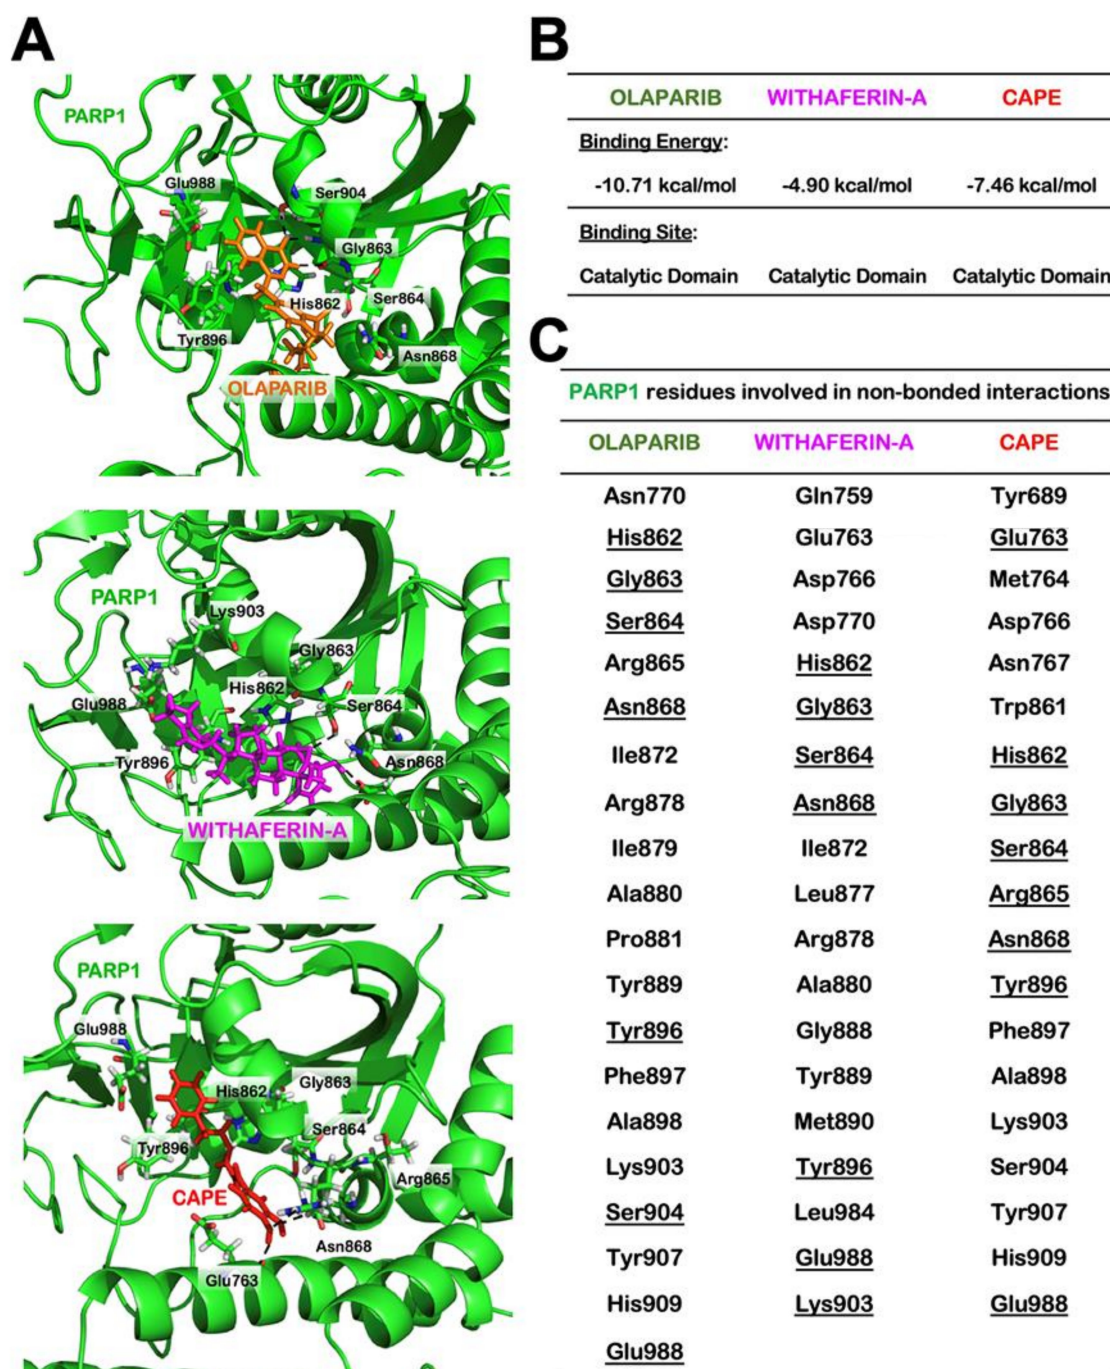 A
PARP1
Glu988
Ser904
Gly863
His862
Ser864
Tyr896
Asn868
OLAPARIB
PARP1
Lys903
Gly863
His862
Glu988
Ser864
Tyr896
Asn868
WITHAFERIN-A
PARP1
Glu988
Gly863
His862
Ser864
Tyr896
Arg865
CAPE
Asn868
Glu763
B
OLAPARIB WITHAFERIN-A CAPE
Binding Energy:
-10.71 kcal/mol -4.90 kcal/mol -7.46 kcal/mol
Binding Site:
Catalytic Domain Catalytic Domain Catalytic Domain
C
PARP1 residues involved in non-bonded interactions
OLAPARIB WITHAFERIN-A CAPE
Asn770 Gln759 Tyr689
His862 Glu763 Glu763
Gly863 Asp766 Met764
Ser864 Asp770 Asp766
Arg865 His862 Asn767
Asn868 Gly863 Trp861
Ile872 Ser864 His862
Arg878 Asn868 Gly863
Ile879 Ile872 Ser864
Ala880 Leu877 Arg865
Pro881 Arg878 Asn868
Tyr889 Ala880 Tyr896
Tyr896 Gly888 Phe897
Phe897 Tyr889 Ala898
Ala898 Met890 Lys903
Lys903 Tyr896 Ser904
Ser904 Leu984 Tyr907
Tyr907 Glu988 His909
His909 Lys903 Glu988
Glu988